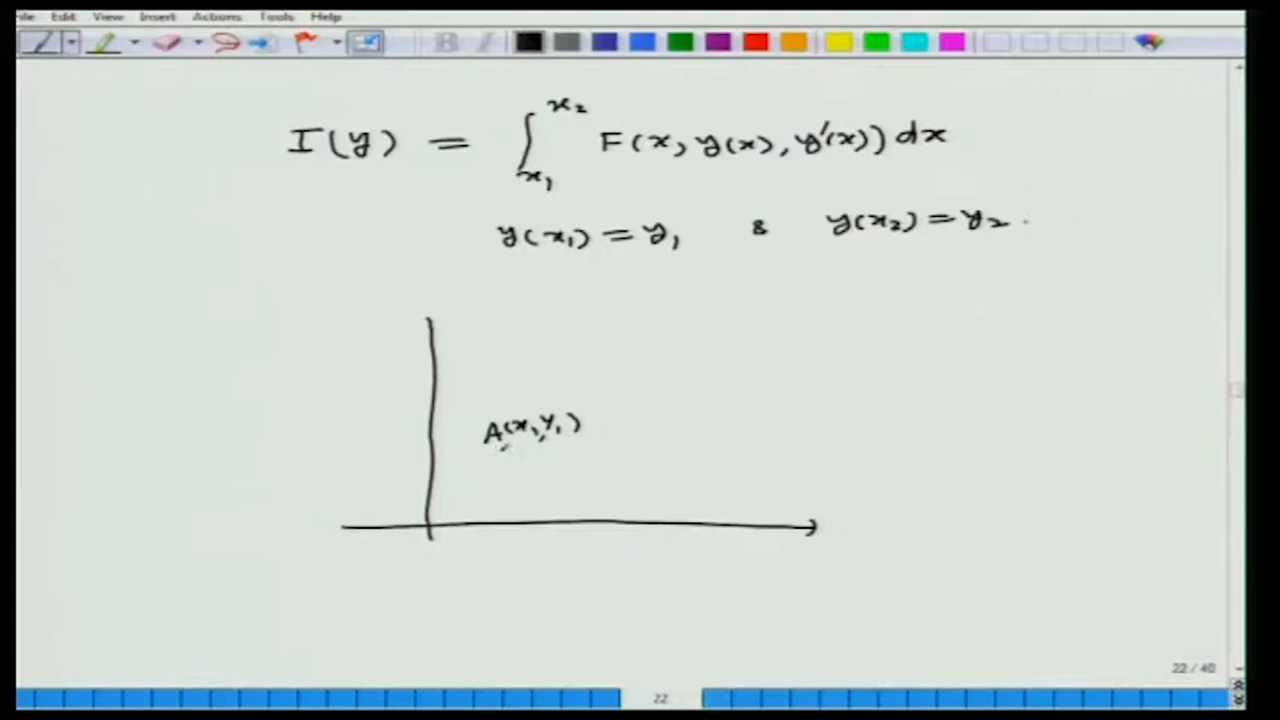 File Edit View Insert Actions Tools Help
B I
I(y) = ∫_{x₁}^{x₂} F(x, y(x), y'(x)) dx
y(x₁) = y₁ & y(x₂) = y₂.
A(x₁, y₁)
22 / 40
22